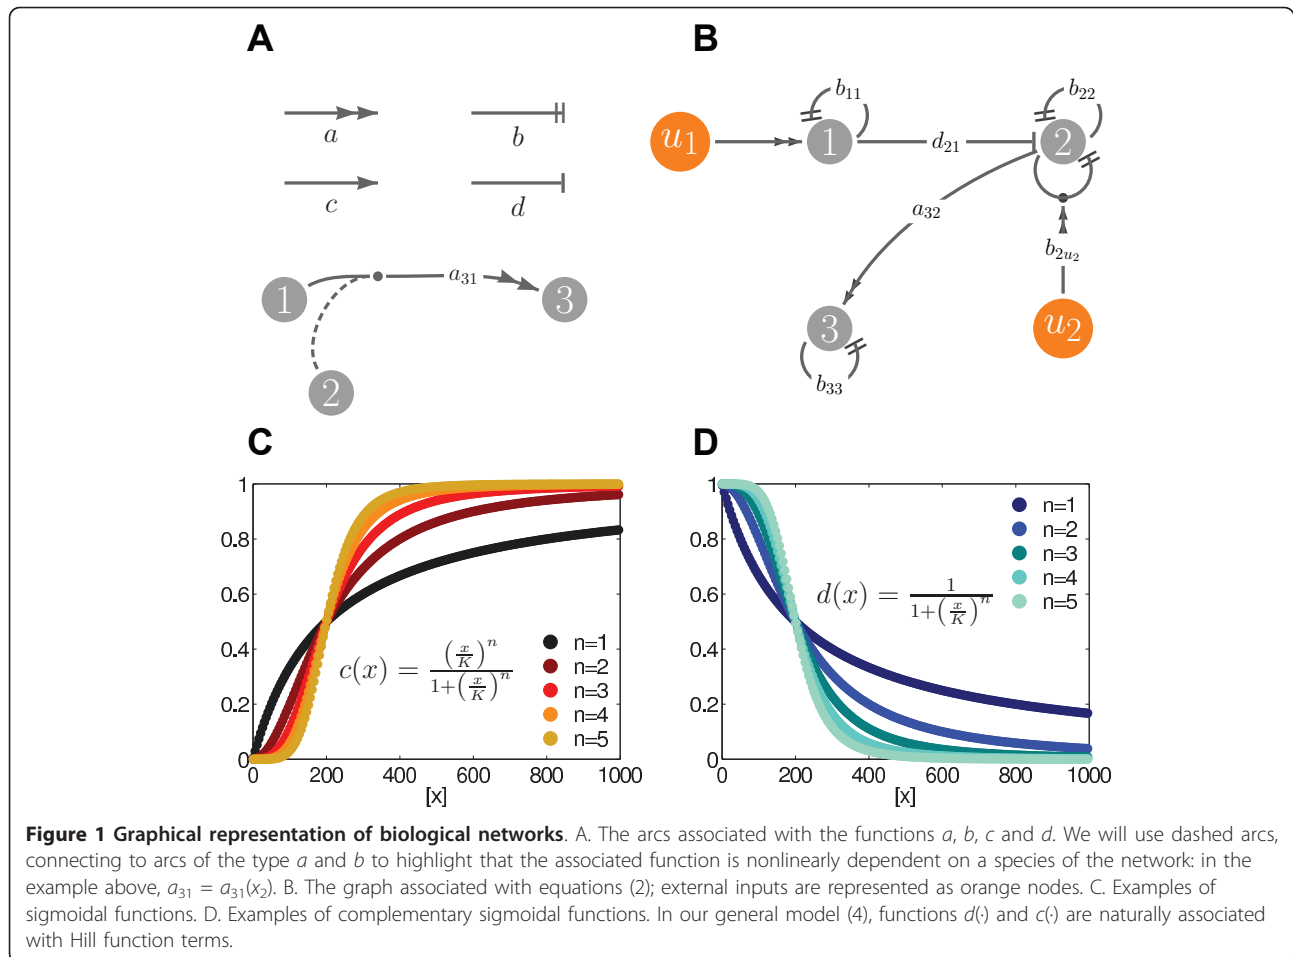 A
a
b
c
d
1
a31
3
2
B
u1
1
b11
d21
2
b22
a32
b2u2
3
b33
u2
C
1
0.8
0.6
0.4
0.2
0
0 200 400 600 800 1000
[x]
c(x) = (x/K)^n / 1+(x/K)^n
n=1
n=2
n=3
n=4
n=5
D
1
0.8
0.6
0.4
0.2
0
0 200 400 600 800 1000
[x]
d(x) = 1 / 1+(x/K)^n
n=1
n=2
n=3
n=4
n=5
Figure 1 Graphical representation of biological networks. A. The arcs associated with the functions a, b, c and d. We will use dashed arcs,
connecting to arcs of the type a and b to highlight that the associated function is nonlinearly dependent on a species of the network: in the
example above, a31 = a31(x2). B. The graph associated with equations (2); external inputs are represented as orange nodes. C. Examples of
sigmoidal functions. D. Examples of complementary sigmoidal functions. In our general model (4), functions d(·) and c(·) are naturally associated
with Hill function terms.